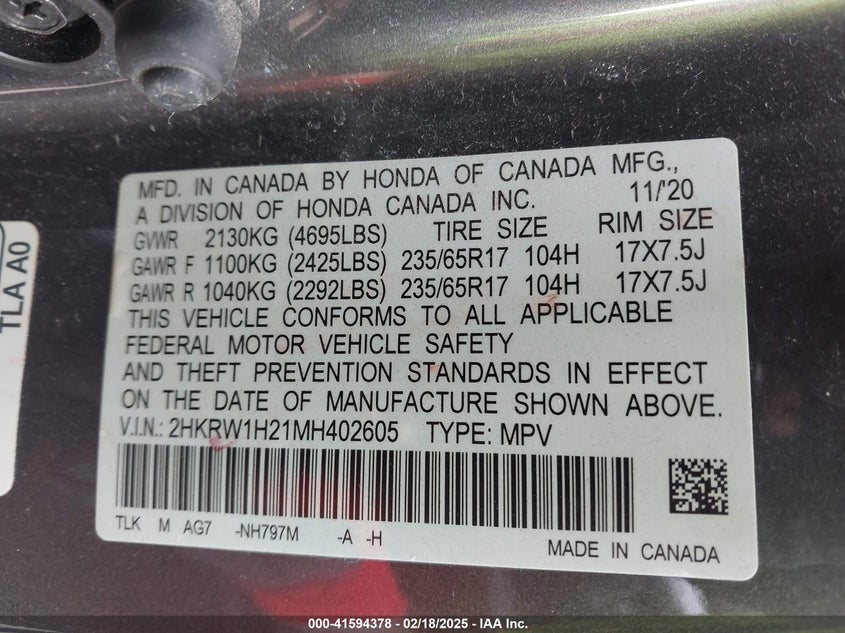 MFD. IN CANADA BY HONDA OF CANADA MFG.,
A DIVISION OF HONDA CANADA INC. 11/'20
GVWR 2130KG (4695LBS) TIRE SIZE RIM SIZE
GAWR F 1100KG (2425LBS) 235/65R17 104H 17X7.5J
GAWR R 1040KG (2292LBS) 235/65R17 104H 17X7.5J
THIS VEHICLE CONFORMS TO ALL APPLICABLE
FEDERAL MOTOR VEHICLE SAFETY
AND THEFT PREVENTION STANDARDS IN EFFECT
ON THE DATE OF MANUFACTURE SHOWN ABOVE.
V.I.N.: 2HKRW1H21MH402605 TYPE: MPV
TLK M AG7 -NH797M -A -H
MADE IN CANADA
TLA A0
000-41594378 - 02/18/2025 - IAA Inc.